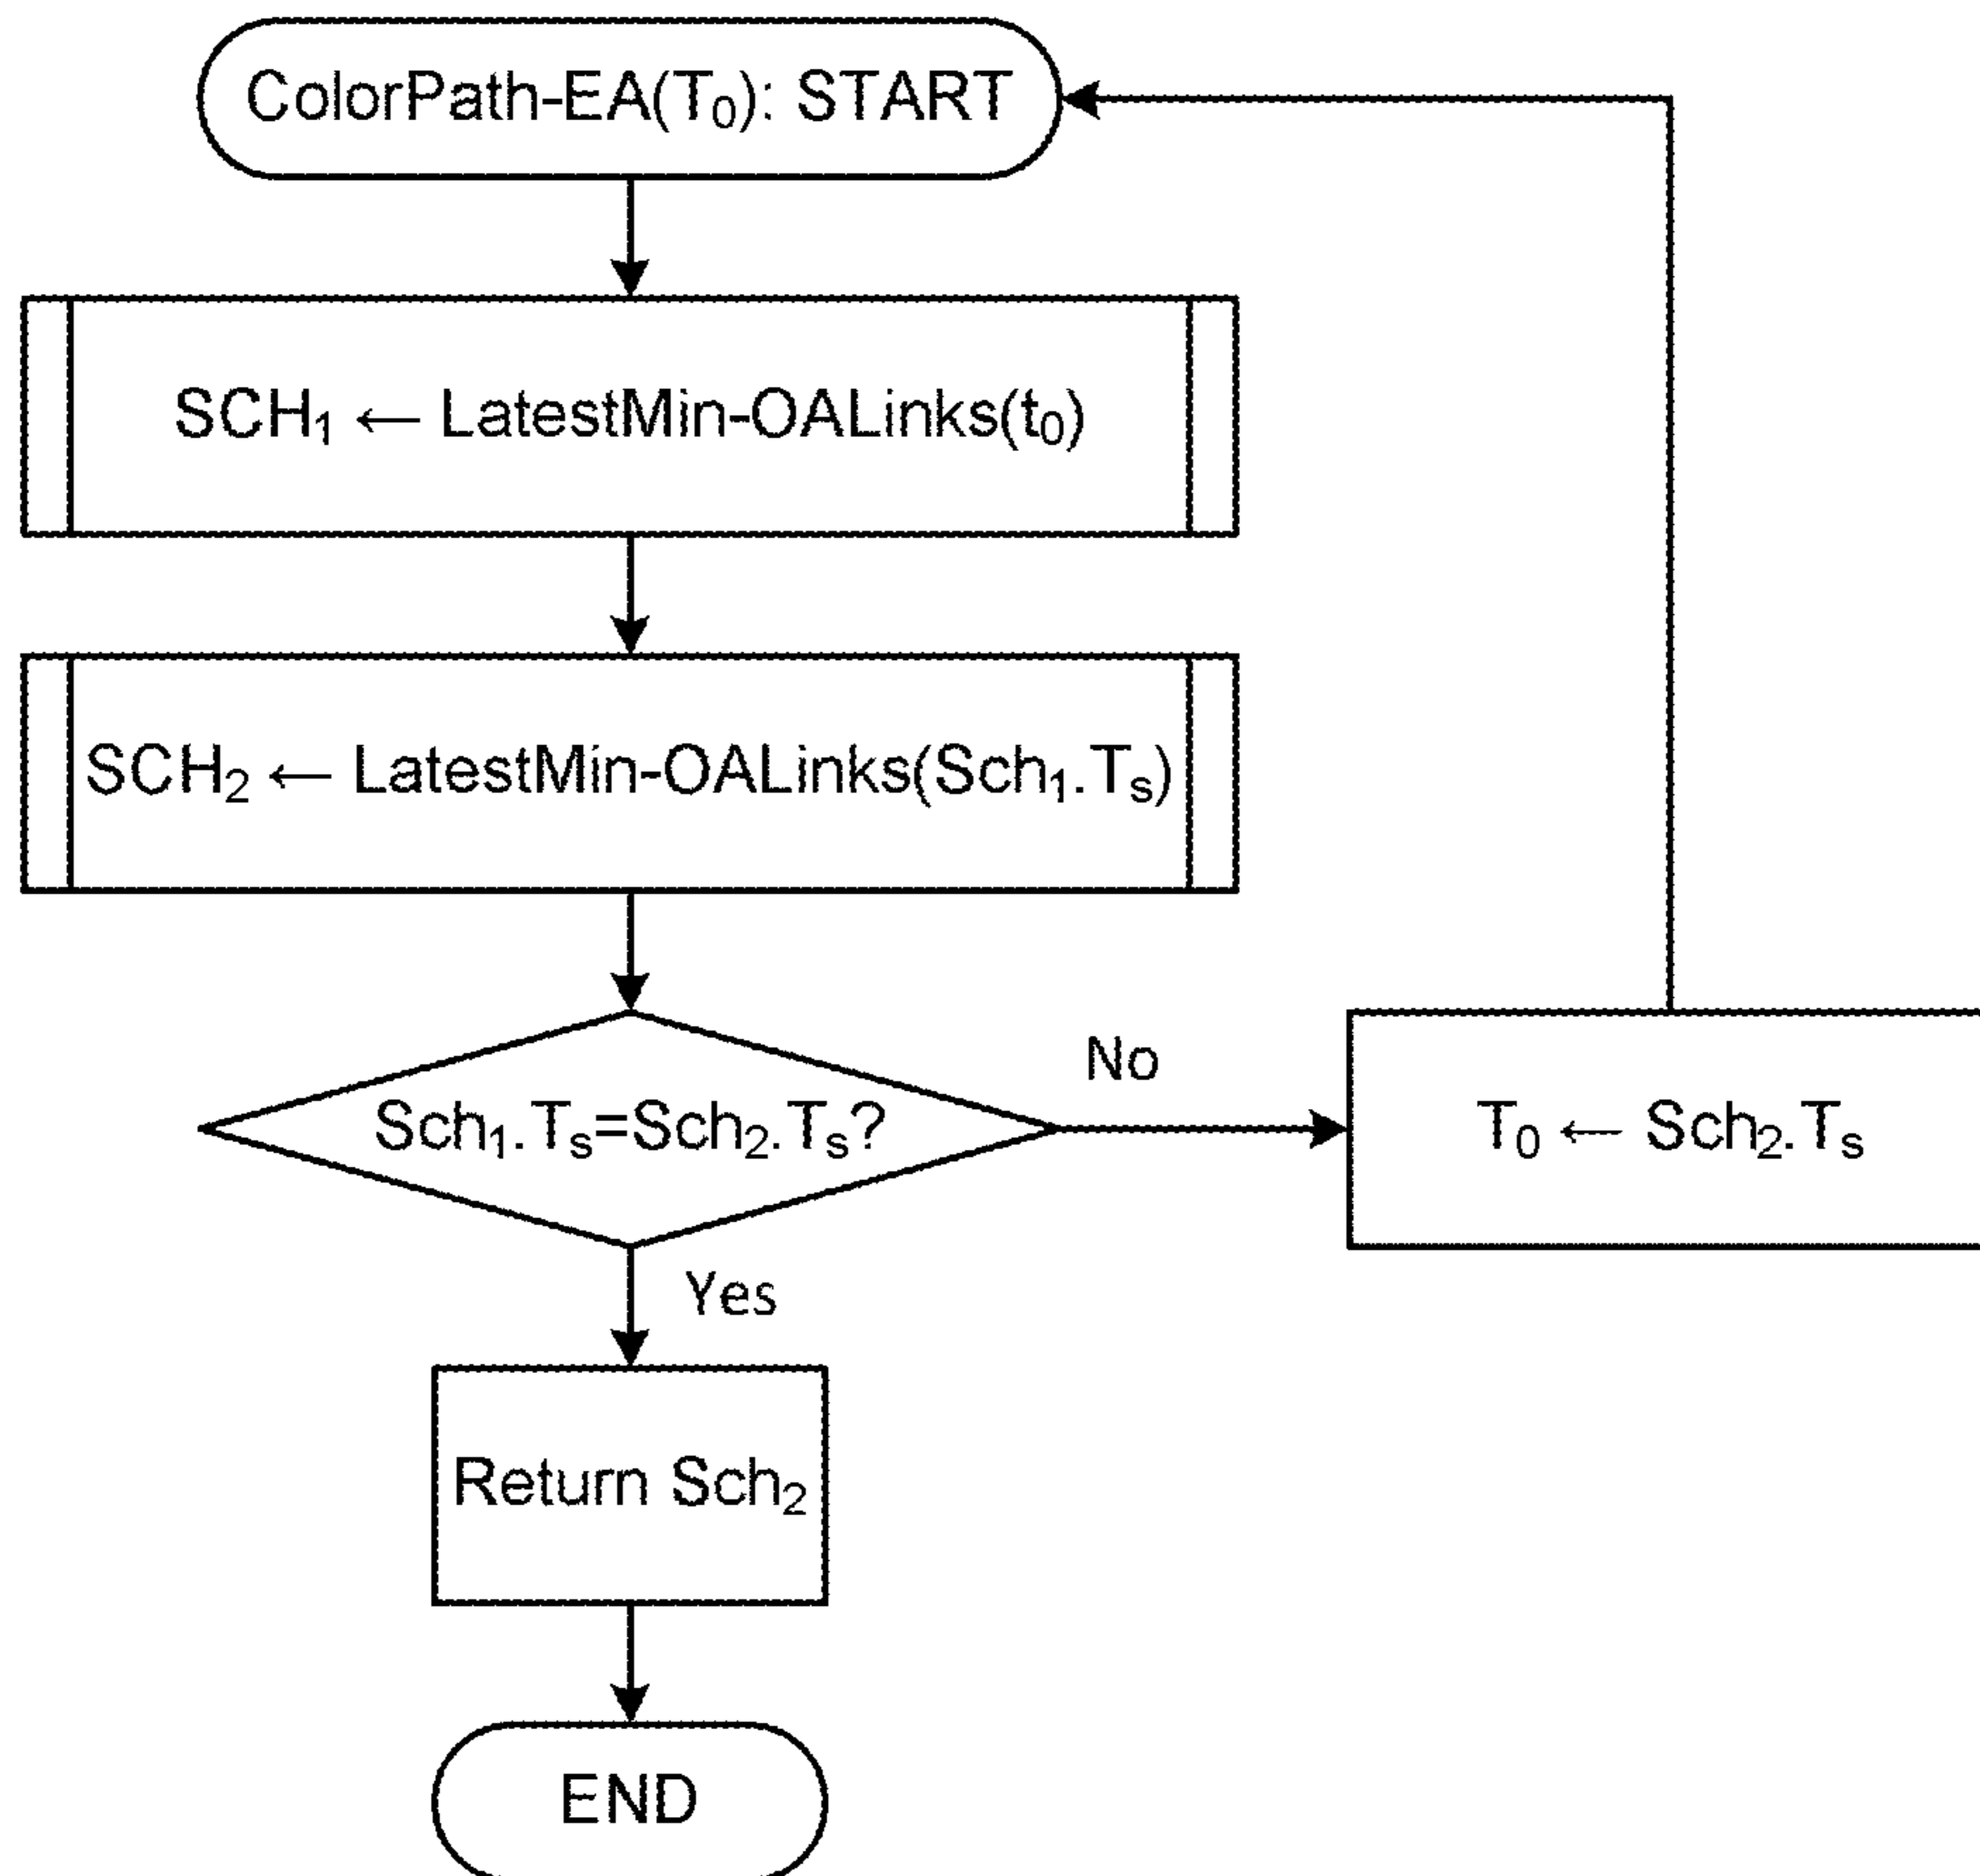 ColorPath-EA(T₀): START
SCH₁ ← LatestMin-OALinks(t₀)
SCH₂ ← LatestMin-OALinks(Sch₁.Tₛ)
No
Sch₁.Tₛ=Sch₂.Tₛ?
T₀ ← Sch₂.Tₛ
Yes
Return Sch₂
END